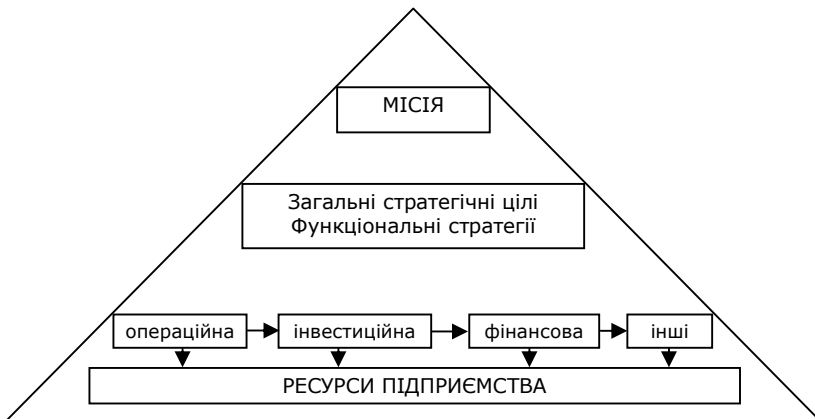 МІСІЯ
Загальні стратегічні цілі
Функціональні стратегії
операційна
інвестиційна
фінансова
інші
РЕСУРСИ ПІДПРИЄМСТВА